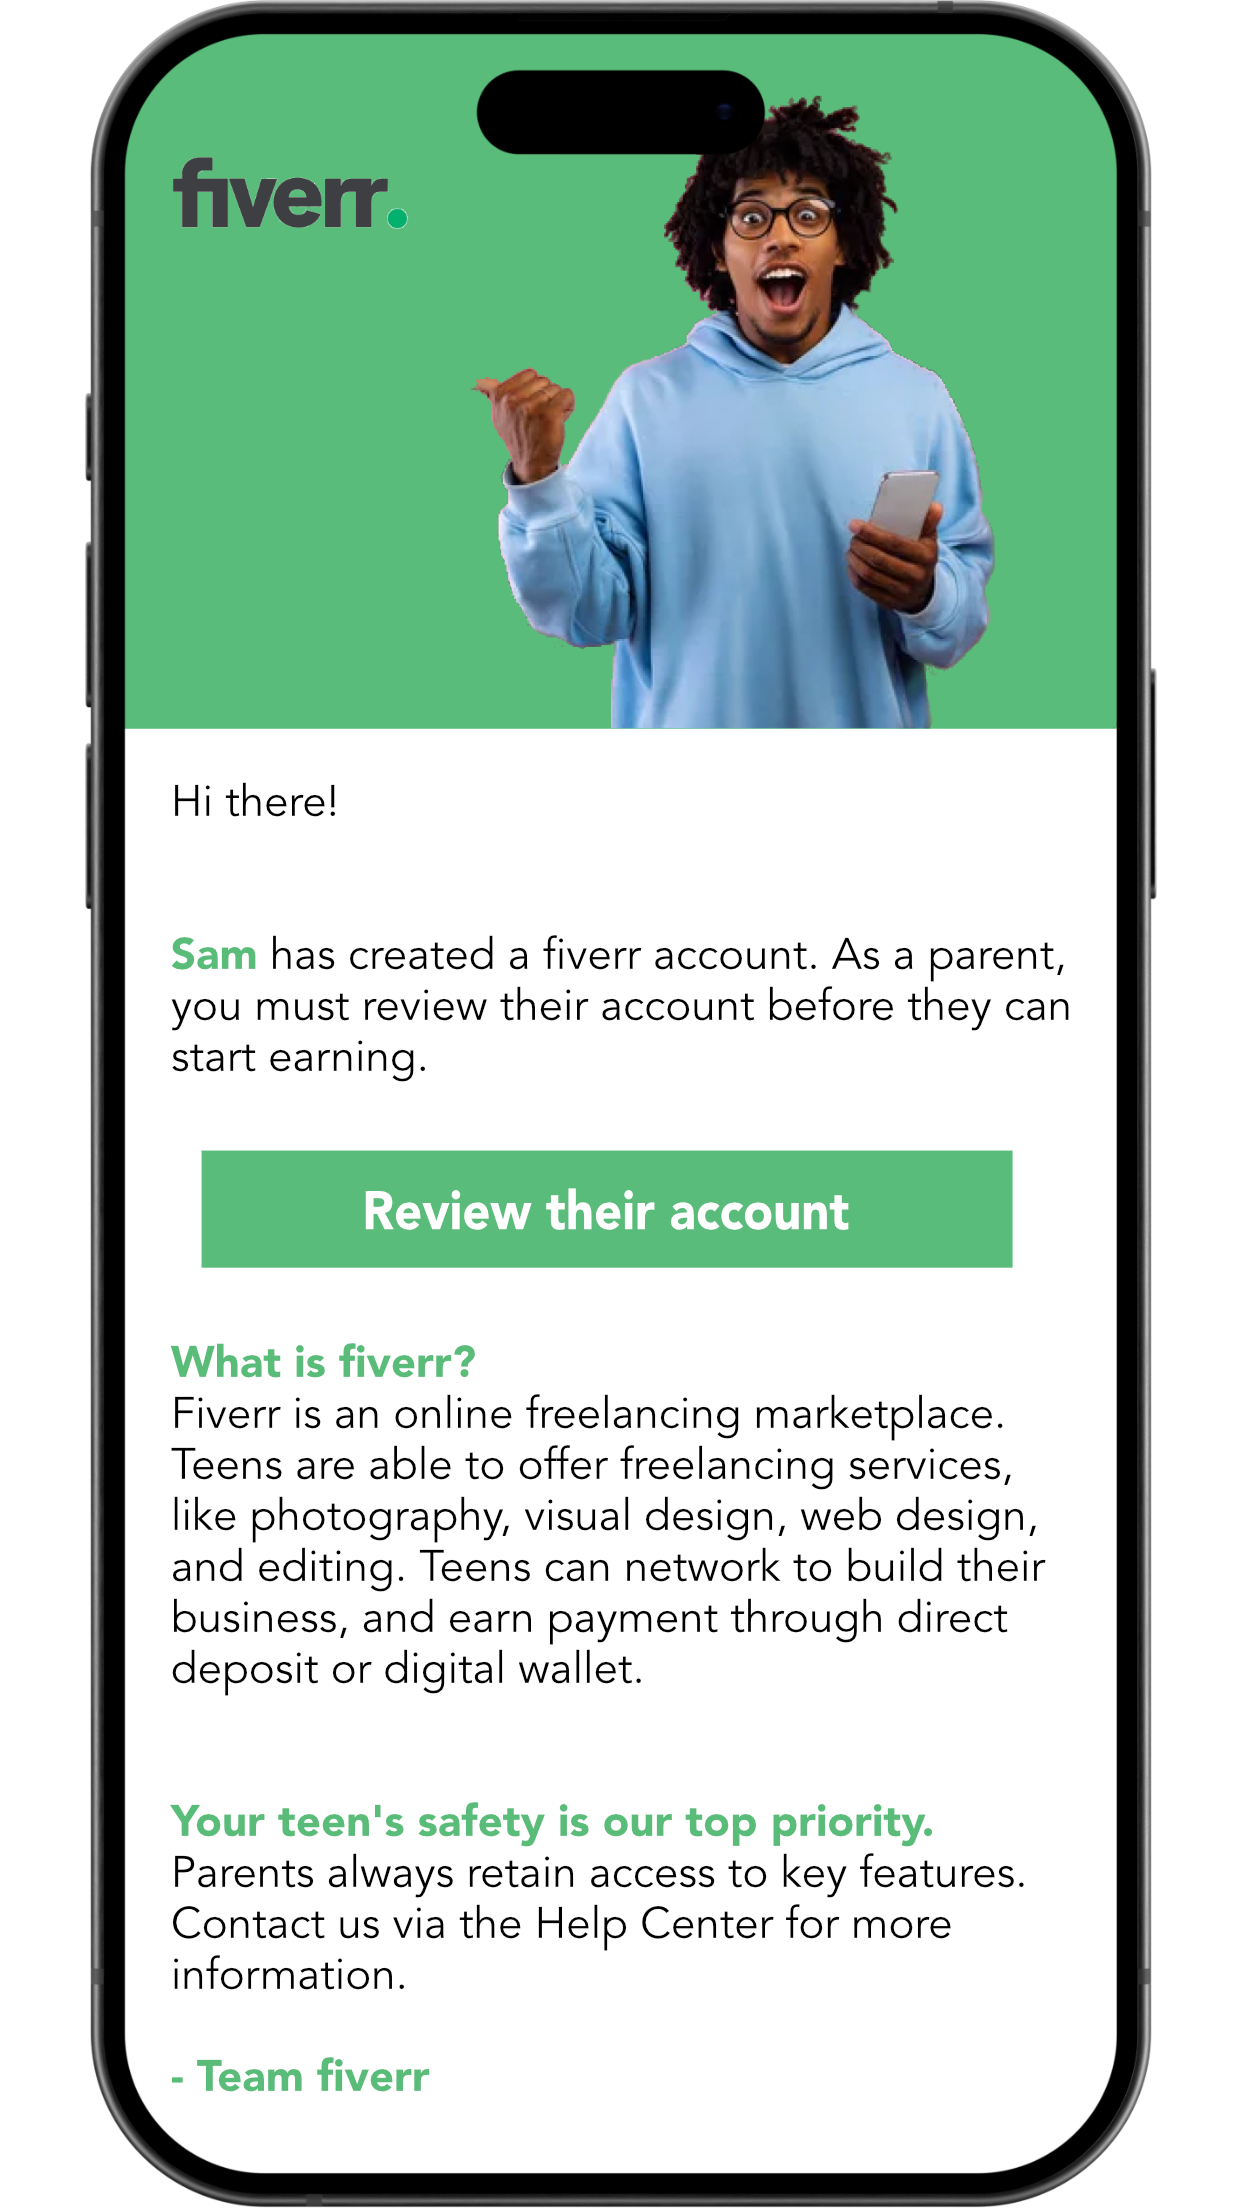 fiverr.
Hi there!
Sam has created a fiverr account. As a parent,
you must review their account before they can
start earning.
Review their account
What is fiverr?
Fiverr is an online freelancing marketplace.
Teens are able to offer freelancing services,
like photography, visual design, web design,
and editing. Teens can network to build their
business, and earn payment through direct
deposit or digital wallet.
Your teen's safety is our top priority.
Parents always retain access to key features.
Contact us via the Help Center for more
information.
- Team fiverr